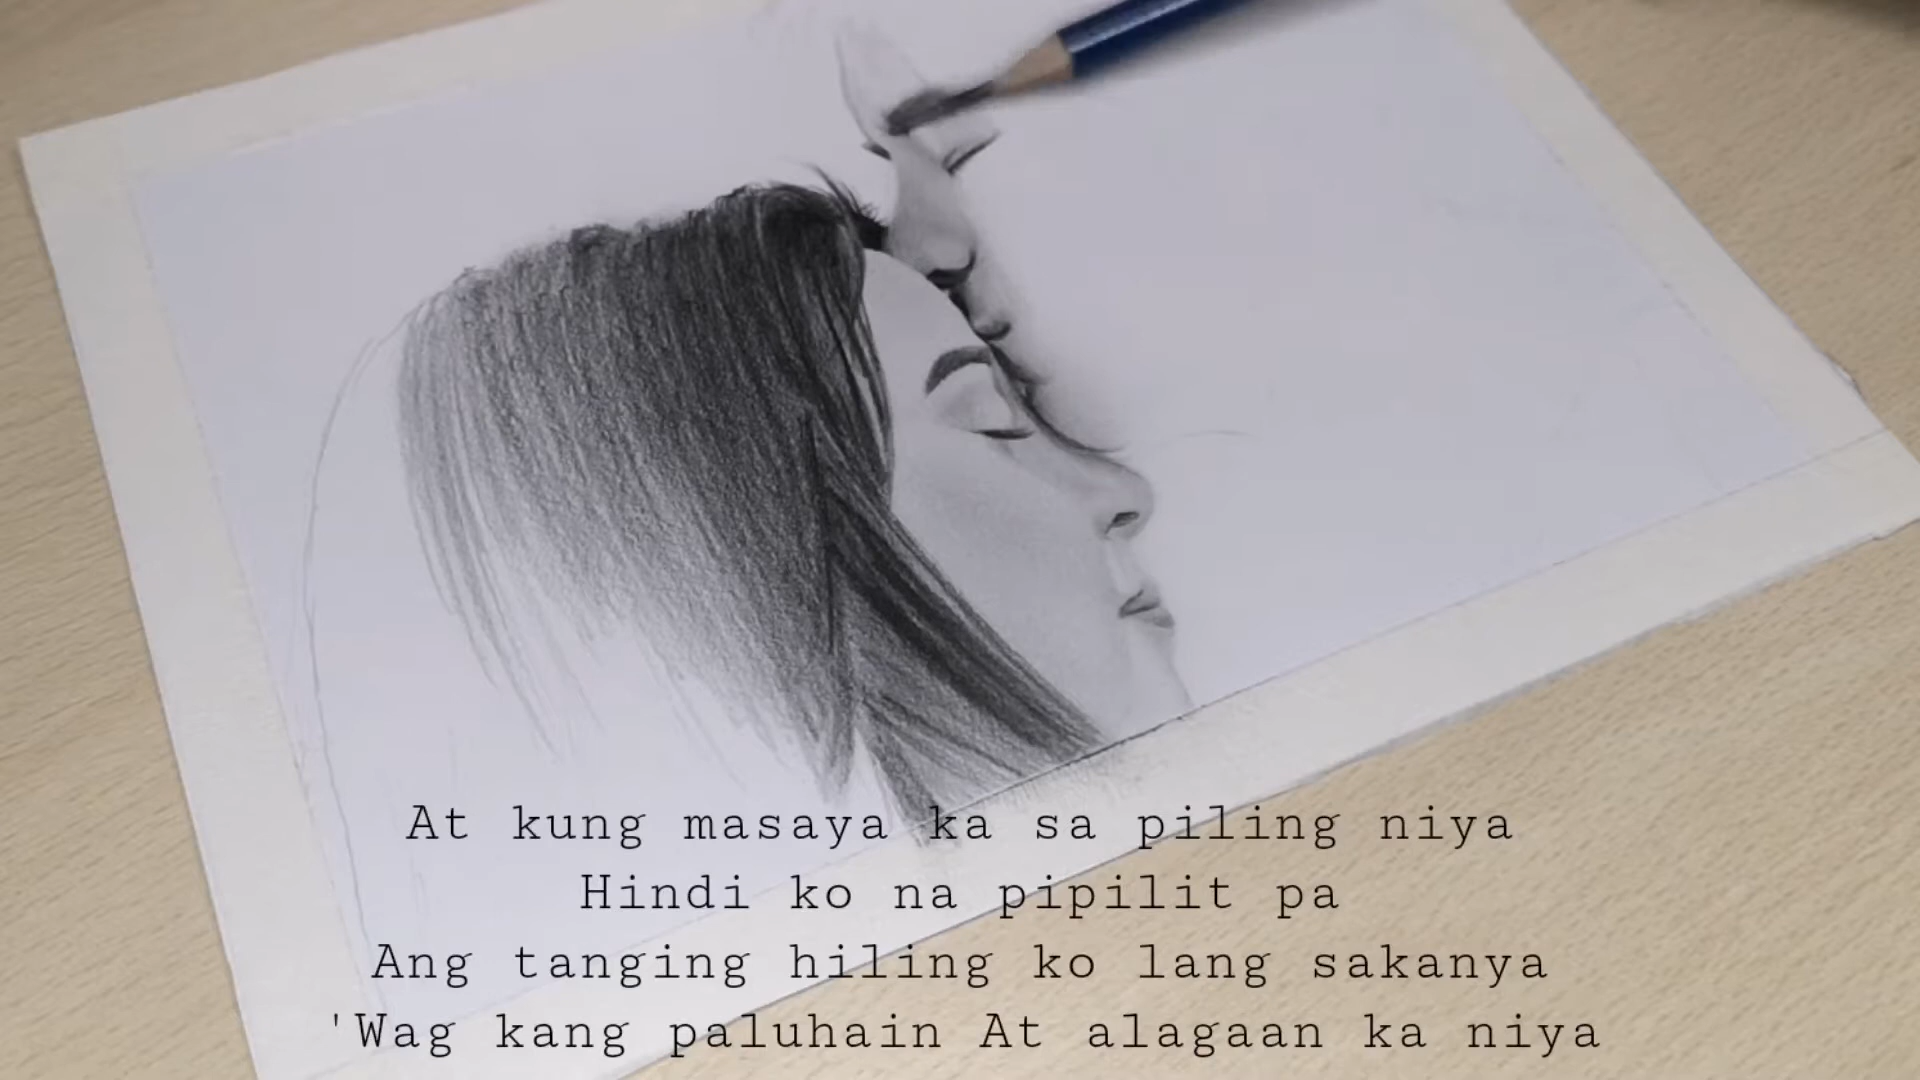 At kung masaya ka sa piling niya
Hindi ko na pipilit pa
Ang tanging hiling ko lang sakanya
'Wag kang paluhain At alagaan ka niya